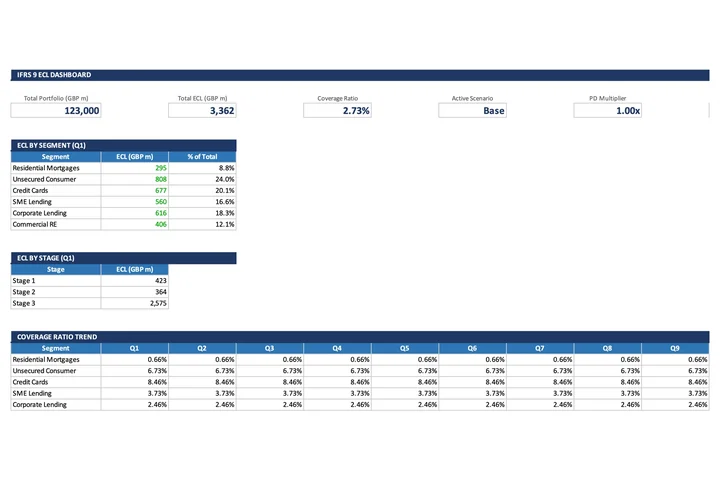 IFRS 9 ECL DASHBOARD
Total Portfolio (GBP m) Total ECL (GBP m) Coverage Ratio Active Scenario PD Multiplier
123,000 3,362 2.73% Base 1.00x
ECL BY SEGMENT (Q1)
Segment ECL (GBP m) % of Total
Residential Mortgages 295 8.8%
Unsecured Consumer 808 24.0%
Credit Cards 677 20.1%
SME Lending 560 16.6%
Corporate Lending 616 18.3%
Commercial RE 406 12.1%
ECL BY STAGE (Q1)
Stage ECL (GBP m)
Stage 1 423
Stage 2 364
Stage 3 2,575
COVERAGE RATIO TREND
Segment Q1 Q2 Q3 Q4 Q5 Q6 Q7 Q8 Q9
Residential Mortgages 0.66% 0.66% 0.66% 0.66% 0.66% 0.66% 0.66% 0.66% 0.66%
Unsecured Consumer 6.73% 6.73% 6.73% 6.73% 6.73% 6.73% 6.73% 6.73% 6.73%
Credit Cards 8.46% 8.46% 8.46% 8.46% 8.46% 8.46% 8.46% 8.46% 8.46%
SME Lending 3.73% 3.73% 3.73% 3.73% 3.73% 3.73% 3.73% 3.73% 3.73%
Corporate Lending 2.46% 2.46% 2.46% 2.46% 2.46% 2.46% 2.46% 2.46% 2.46%